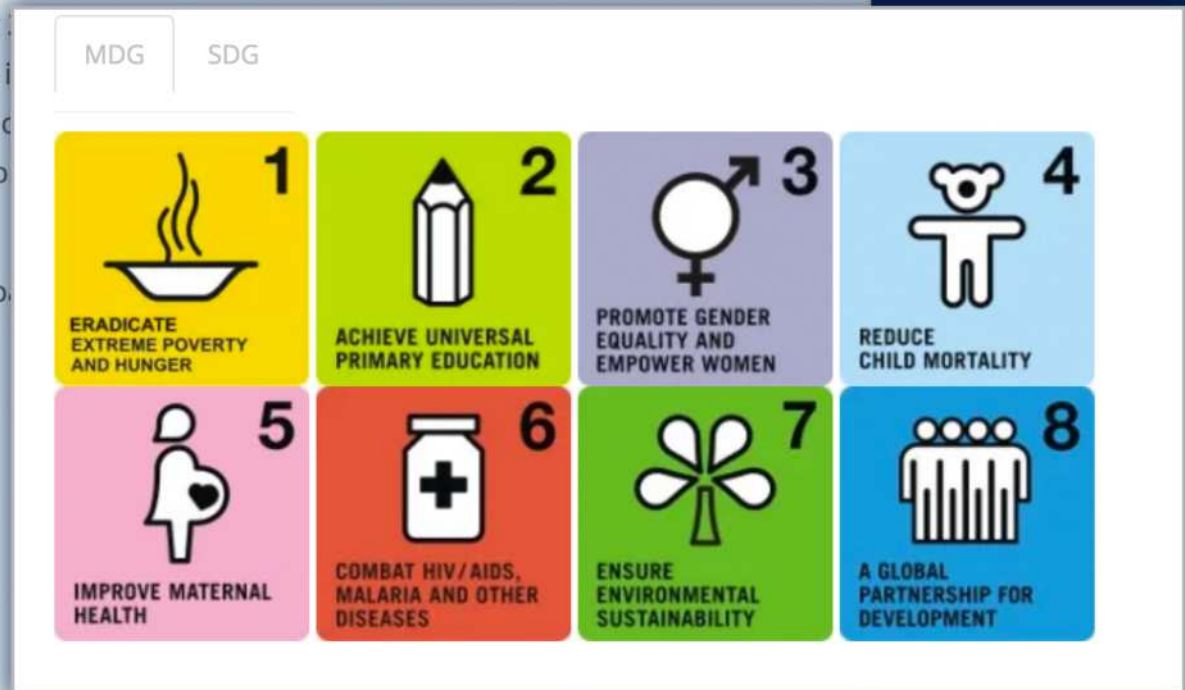 MDG SDG
1
ERADICATE
EXTREME POVERTY
AND HUNGER
2
ACHIEVE UNIVERSAL
PRIMARY EDUCATION
3
PROMOTE GENDER
EQUALITY AND
EMPOWER WOMEN
4
REDUCE
CHILD MORTALITY
5
IMPROVE MATERNAL
HEALTH
6
COMBAT HIV/AIDS,
MALARIA AND OTHER
DISEASES
7
ENSURE
ENVIRONMENTAL
SUSTAINABILITY
8
A GLOBAL
PARTNERSHIP FOR
DEVELOPMENT